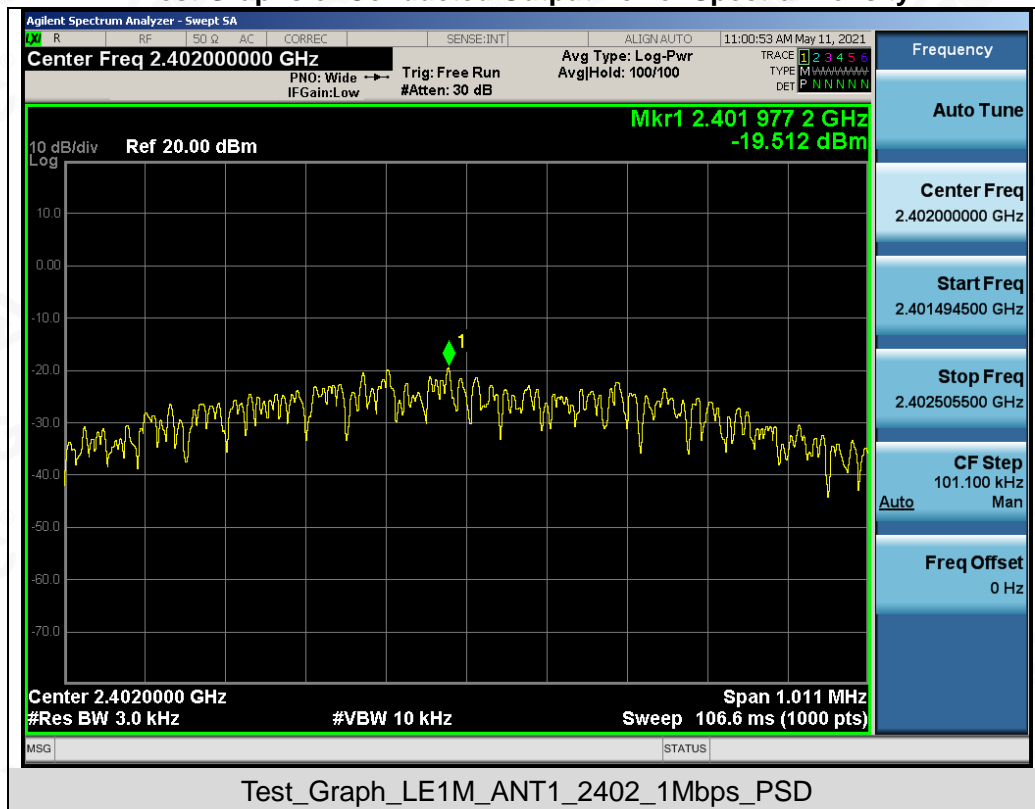 Agilent Spectrum Analyzer - Swept SA
LXI R RF 50 Ω AC CORREC SENSE:INT ALIGN AUTO 11:00:53 AM May 11, 2021
Center Freq 2.402000000 GHz
PNO: Wide
IFGain:Low
Trig: Free Run
#Atten: 30 dB
Avg Type: Log-Pwr
Avg|Hold: 100/100
TRACE 1 2 3 4 5 6
TYPE M
DET P N N N N N
Mkr1 2.401 977 2 GHz
-19.512 dBm
10 dB/div Ref 20.00 dBm
Log
10.0
0.00
-10.0
-20.0
-30.0
-40.0
-50.0
-60.0
-70.0
1
Center 2.4020000 GHz Span 1.011 MHz
#Res BW 3.0 kHz #VBW 10 kHz Sweep 106.6 ms (1000 pts)
MSG STATUS
Frequency
Auto Tune
Center Freq
2.402000000 GHz
Start Freq
2.401494500 GHz
Stop Freq
2.402505500 GHz
CF Step
101.100 kHz
Auto Man
Freq Offset
0 Hz
Test_Graph_LE1M_ANT1_2402_1Mbps_PSD